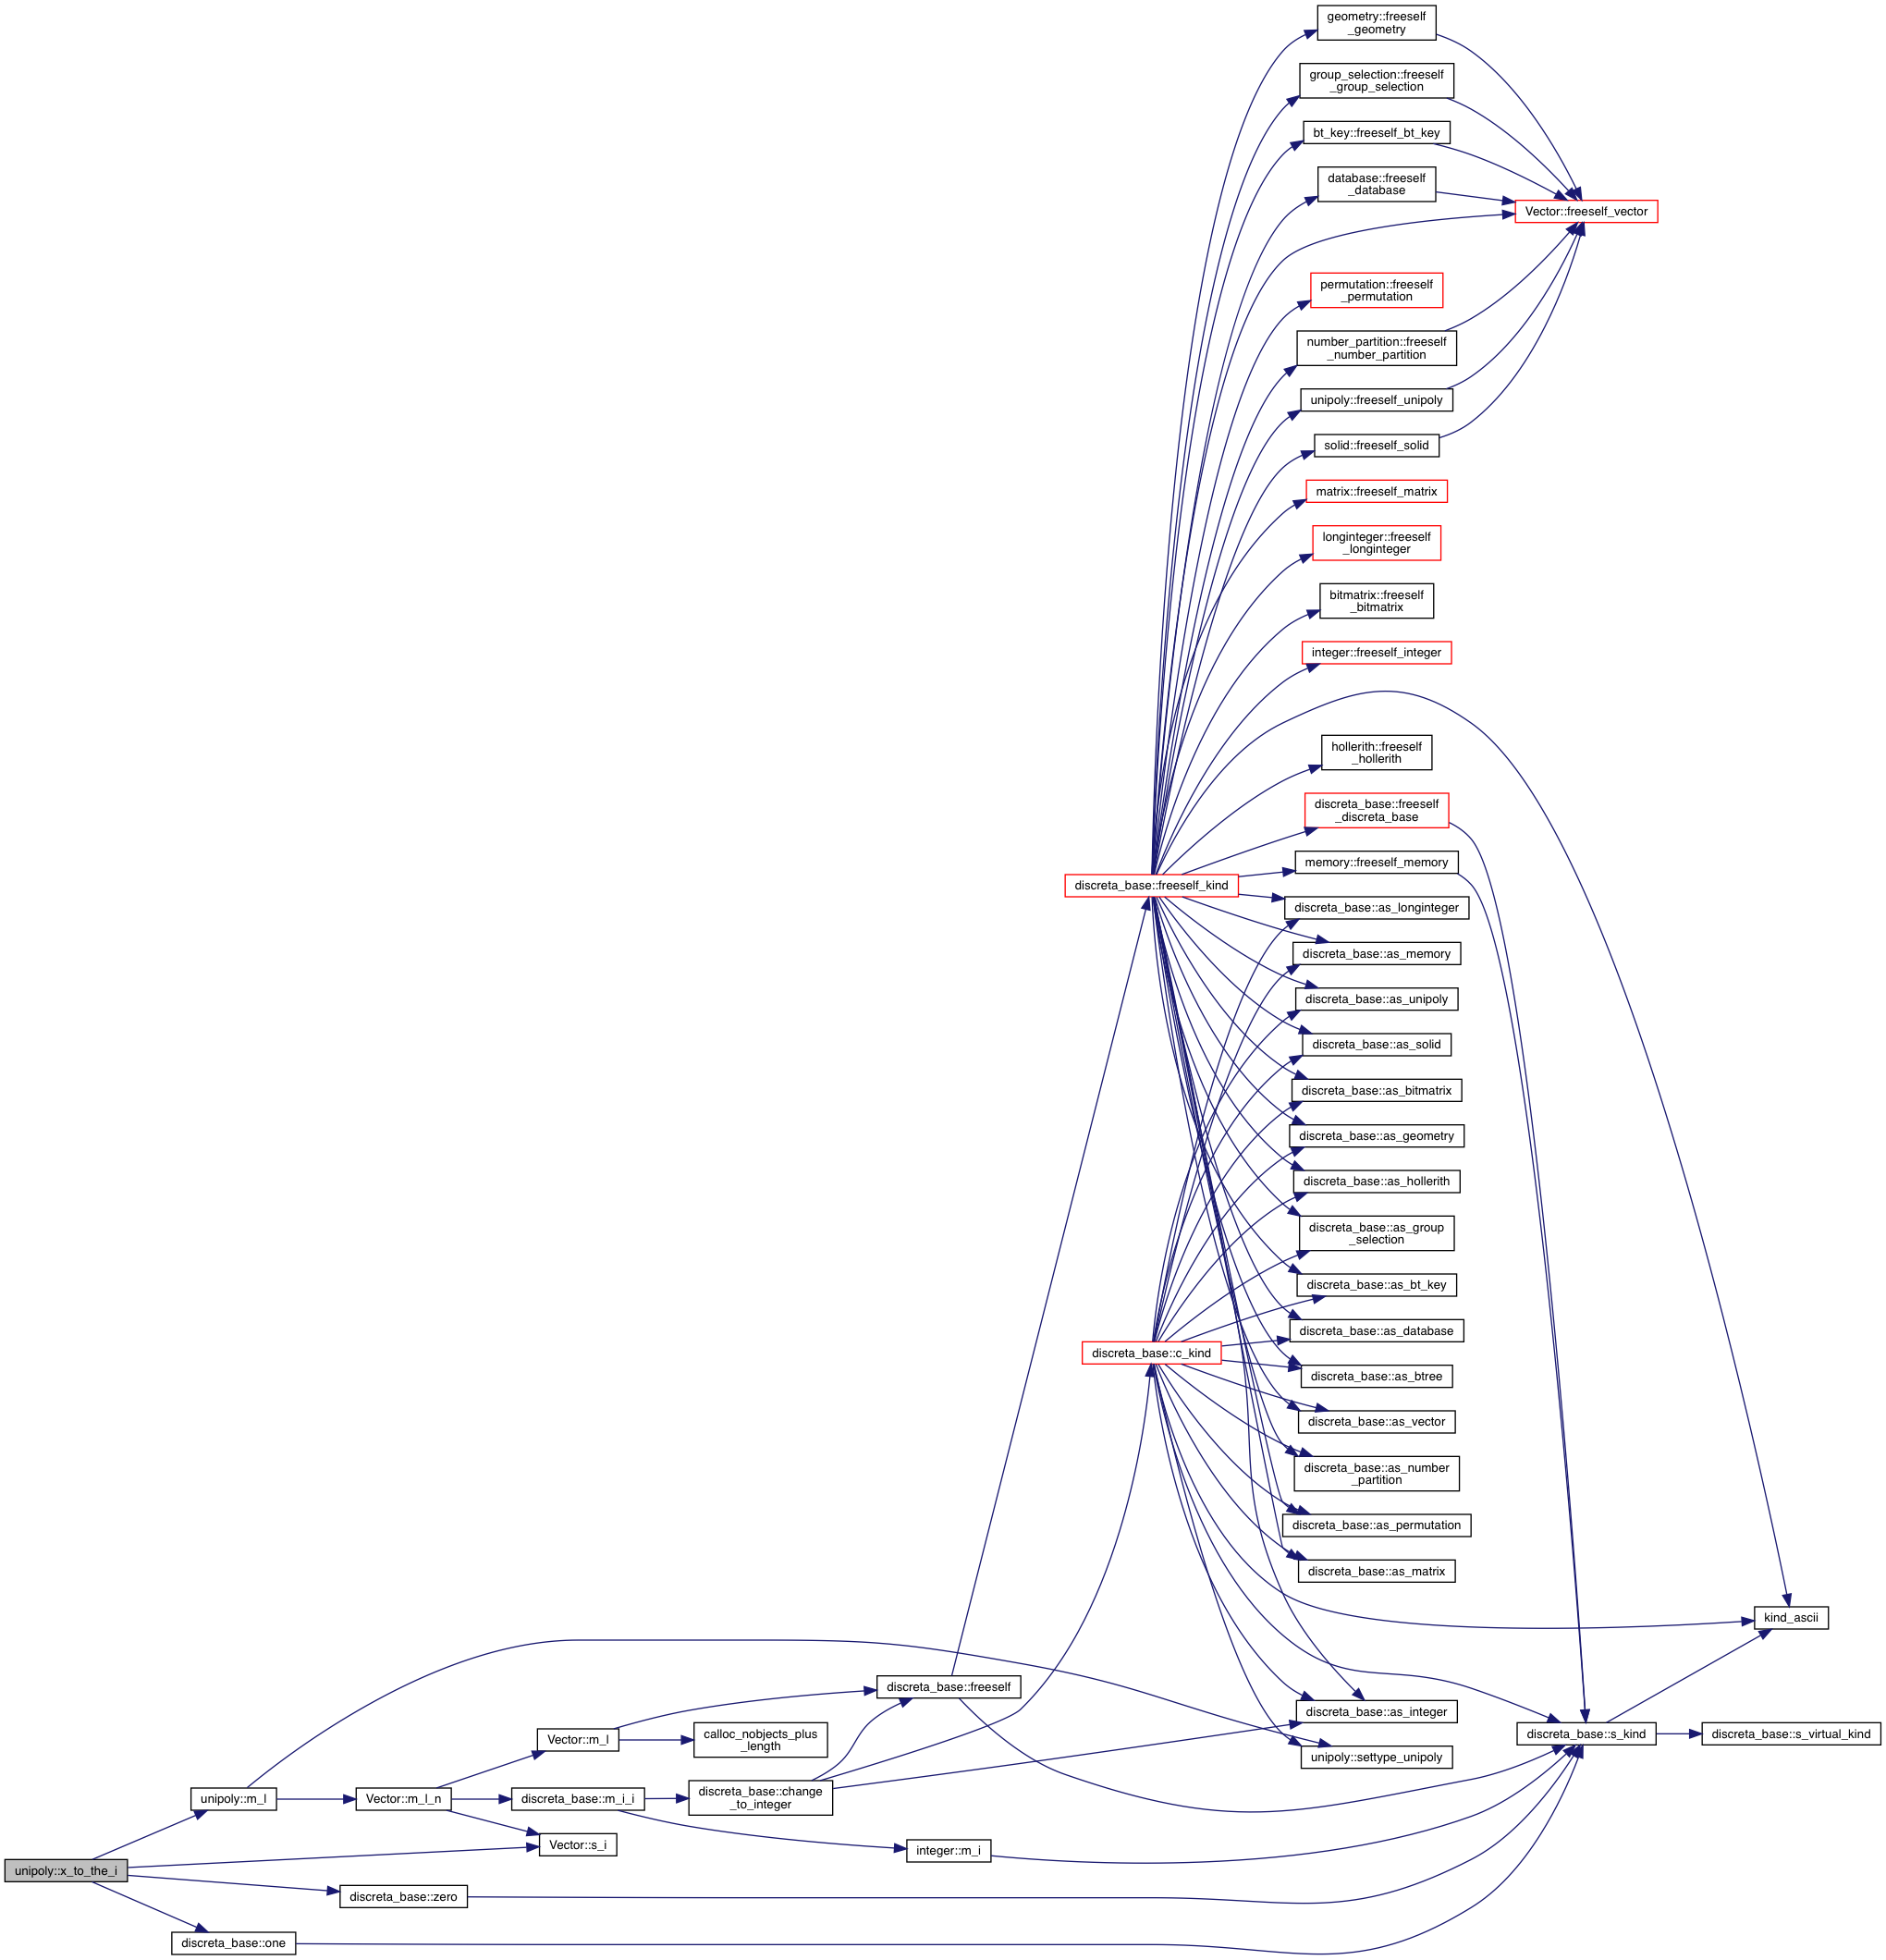 geometry::freeself
_geometry
group_selection::freeself
_group_selection
bt_key::freeself_bt_key
database::freeself
_database
Vector::freeself_vector
permutation::freeself
_permutation
number_partition::freeself
_number_partition
unipoly::freeself_unipoly
solid::freeself_solid
matrix::freeself_matrix
longinteger::freeself
_longinteger
bitmatrix::freeself
_bitmatrix
integer::freeself_integer
hollerith::freeself
_hollerith
discreta_base::freeself
_discreta_base
memory::freeself_memory
discreta_base::freeself_kind
discreta_base::as_longinteger
discreta_base::as_memory
discreta_base::as_unipoly
discreta_base::as_solid
discreta_base::as_bitmatrix
discreta_base::as_geometry
discreta_base::as_hollerith
discreta_base::as_group
_selection
discreta_base::as_bt_key
discreta_base::as_database
discreta_base::c_kind
discreta_base::as_btree
discreta_base::as_vector
discreta_base::as_number
_partition
discreta_base::as_permutation
discreta_base::as_matrix
kind_ascii
discreta_base::freeself
discreta_base::as_integer
discreta_base::s_kind
discreta_base::s_virtual_kind
Vector::m_l
calloc_nobjects_plus
_length
unipoly::settype_unipoly
unipoly::m_l
Vector::m_l_n
discreta_base::m_i_i
discreta_base::change
_to_integer
Vector::s_i
integer::m_i
unipoly::x_to_the_i
discreta_base::zero
discreta_base::one